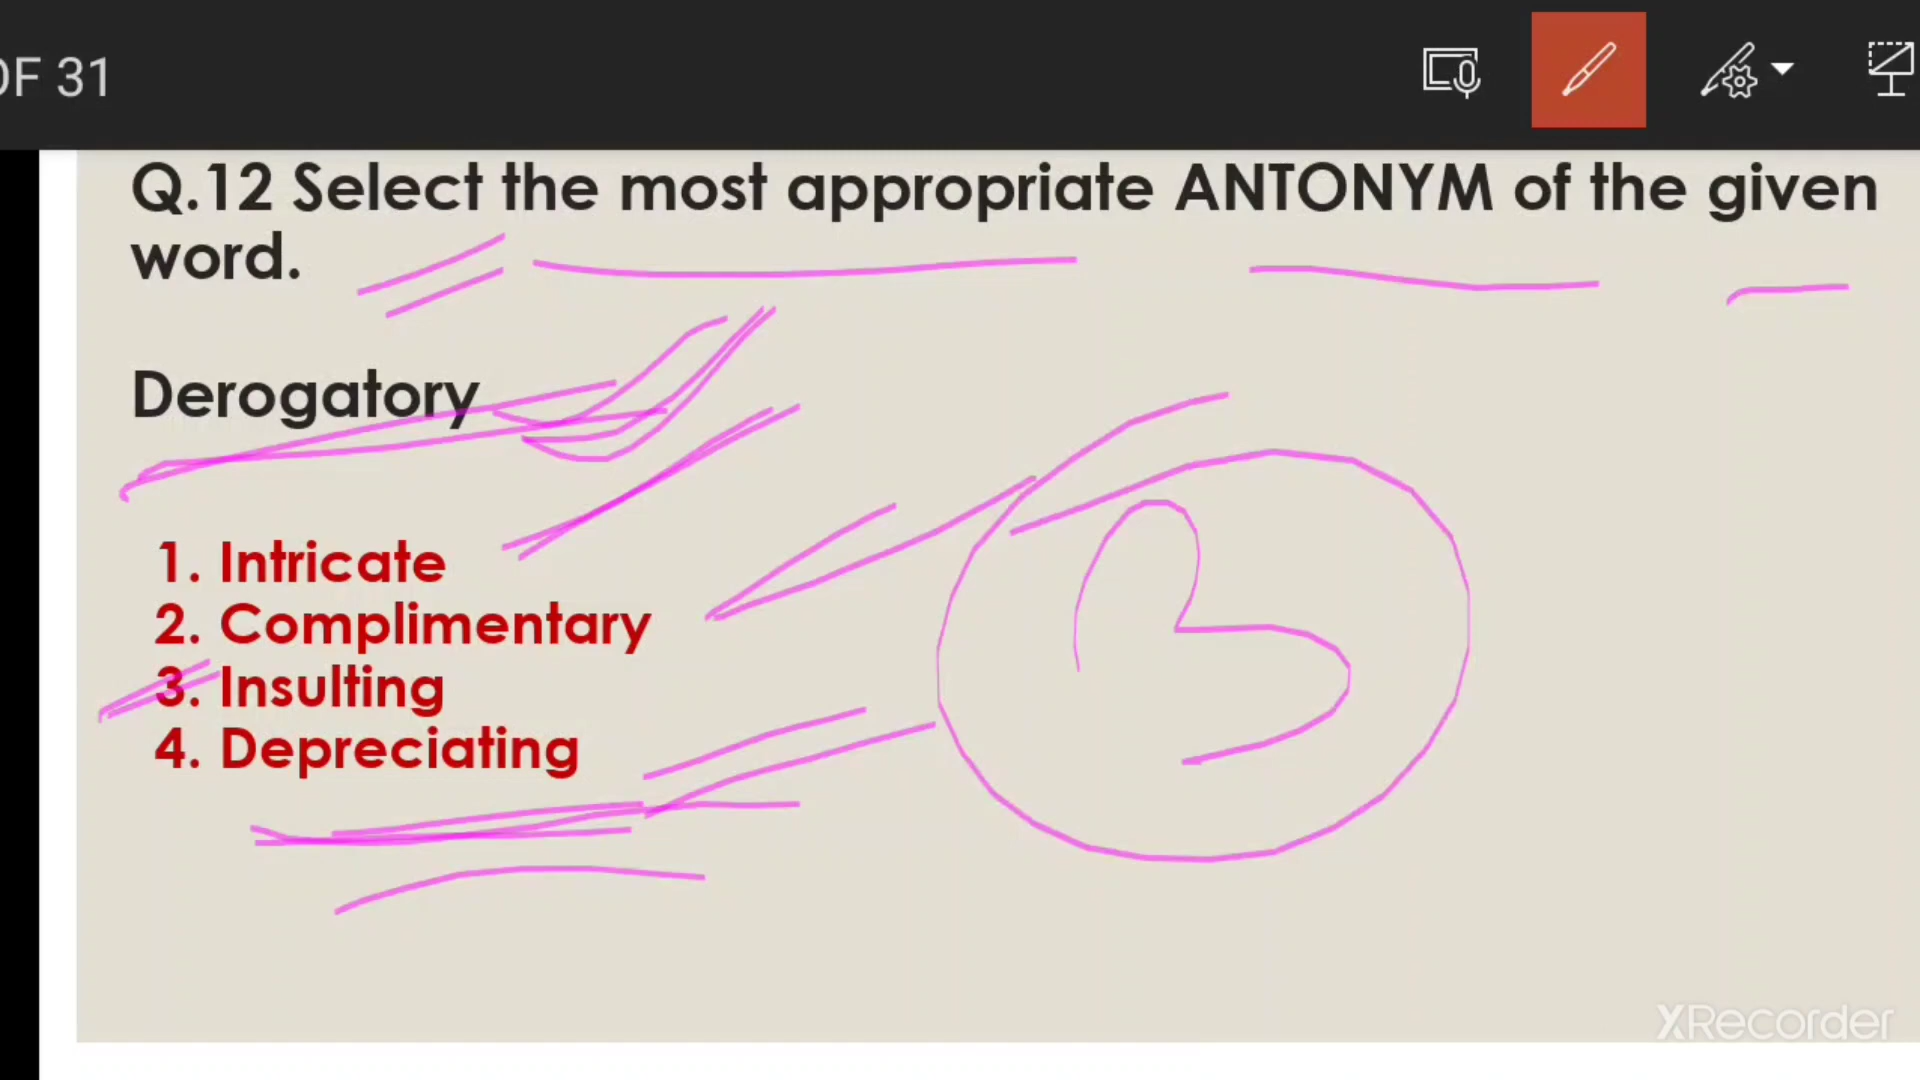 OF 31
Q.12 Select the most appropriate ANTONYM of the given
word.
Derogatory
1. Intricate
2. Complimentary
3. Insulting
4. Depreciating
3
XRecorder